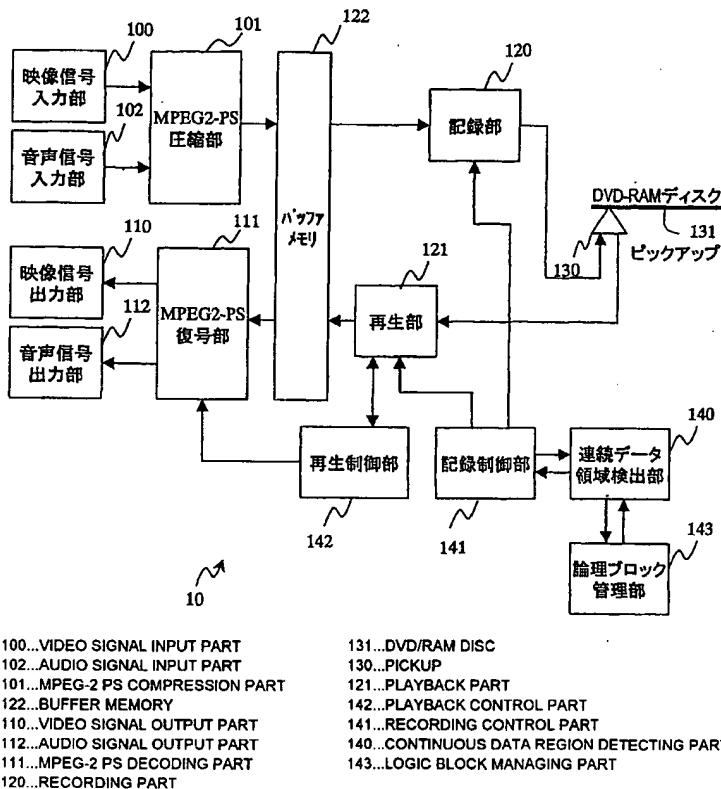 100
101
122
120
映像信号
入力部
102
MPEG2-PS
圧縮部
記録部
音声信号
入力部
DVD-RAMディスク
131
バッファ
メモリ
130
ピックアップ
110
111
121
映像信号
出力部
112
MPEG2-PS
復号部
再生部
音声信号
出力部
140
再生制御部
記録制御部
連続データ
領域検出部
142
141
143
10
論理ブロック
管理部
100...VIDEO SIGNAL INPUT PART
102...AUDIO SIGNAL INPUT PART
101...MPEG-2 PS COMPRESSION PART
122...BUFFER MEMORY
110...VIDEO SIGNAL OUTPUT PART
112...AUDIO SIGNAL OUTPUT PART
111...MPEG-2 PS DECODING PART
120...RECORDING PART
131...DVD/RAM DISC
130...PICKUP
121...PLAYBACK PART
142...PLAYBACK CONTROL PART
141...RECORDING CONTROL PART
140...CONTINUOUS DATA REGION DETECTING PART
143...LOGIC BLOCK MANAGING PART